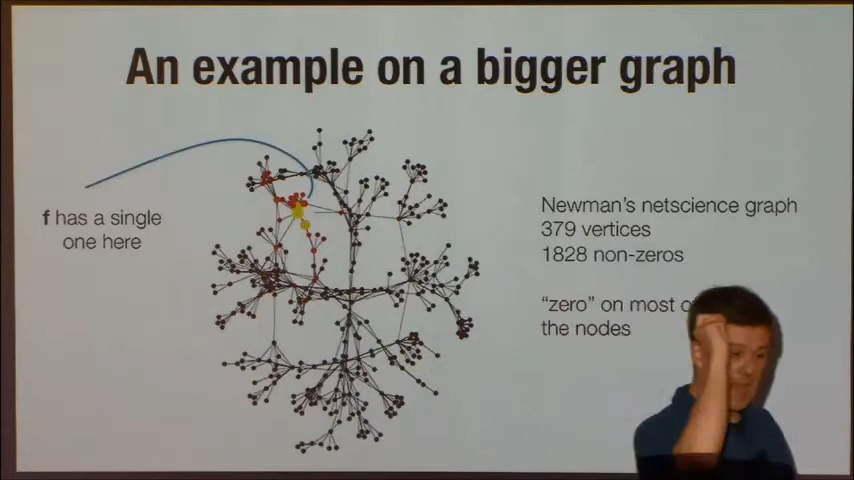 An example on a bigger graph
f has a single
one here
Newman's netscience graph
379 vertices
1828 non-zeros
"zero" on most
the nodes